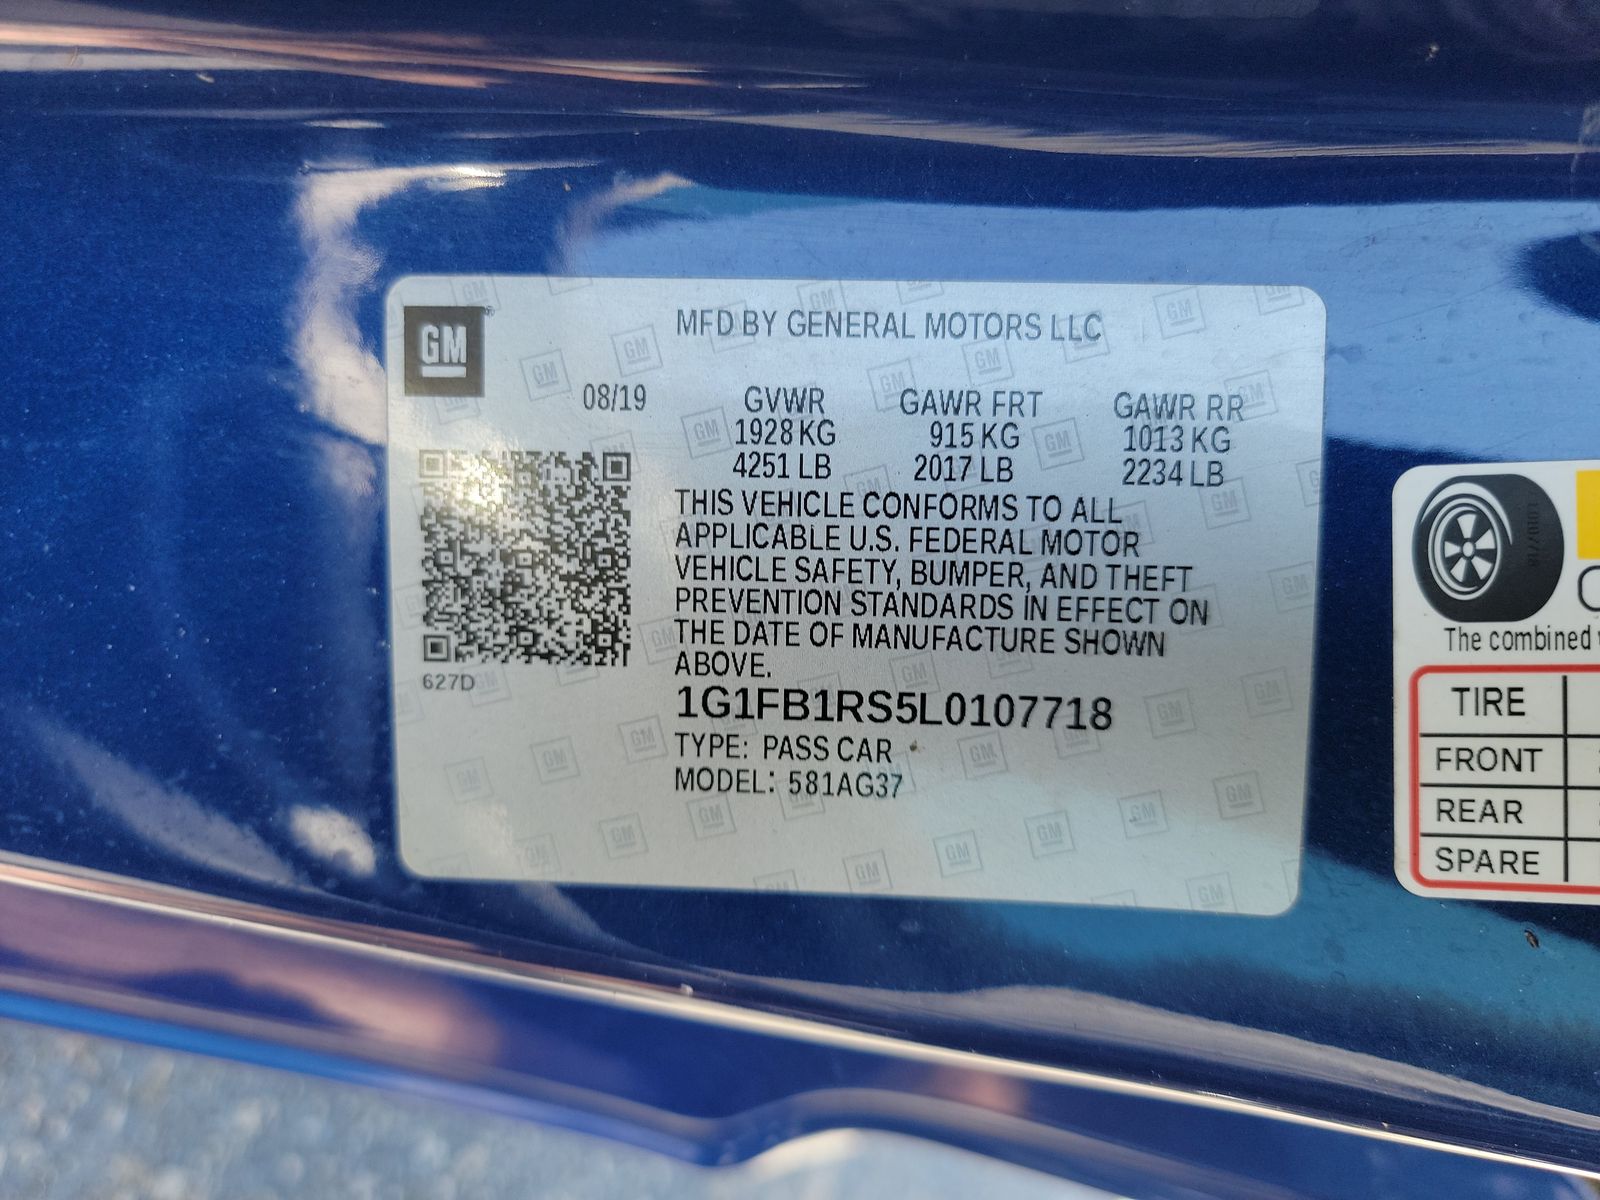 GM
MFD BY GENERAL MOTORS LLC
08/19
GVWR GAWR FRT GAWR RR
1928 KG 915 KG 1013 KG
4251 LB 2017 LB 2234 LB
THIS VEHICLE CONFORMS TO ALL
APPLICABLE U.S. FEDERAL MOTOR
VEHICLE SAFETY, BUMPER, AND THEFT
PREVENTION STANDARDS IN EFFECT ON
THE DATE OF MANUFACTURE SHOWN
ABOVE.
627D
1G1FB1RS5L0107718
TYPE: PASS CAR
MODEL: 581AG37
The combined
TIRE
FRONT
REAR
SPARE